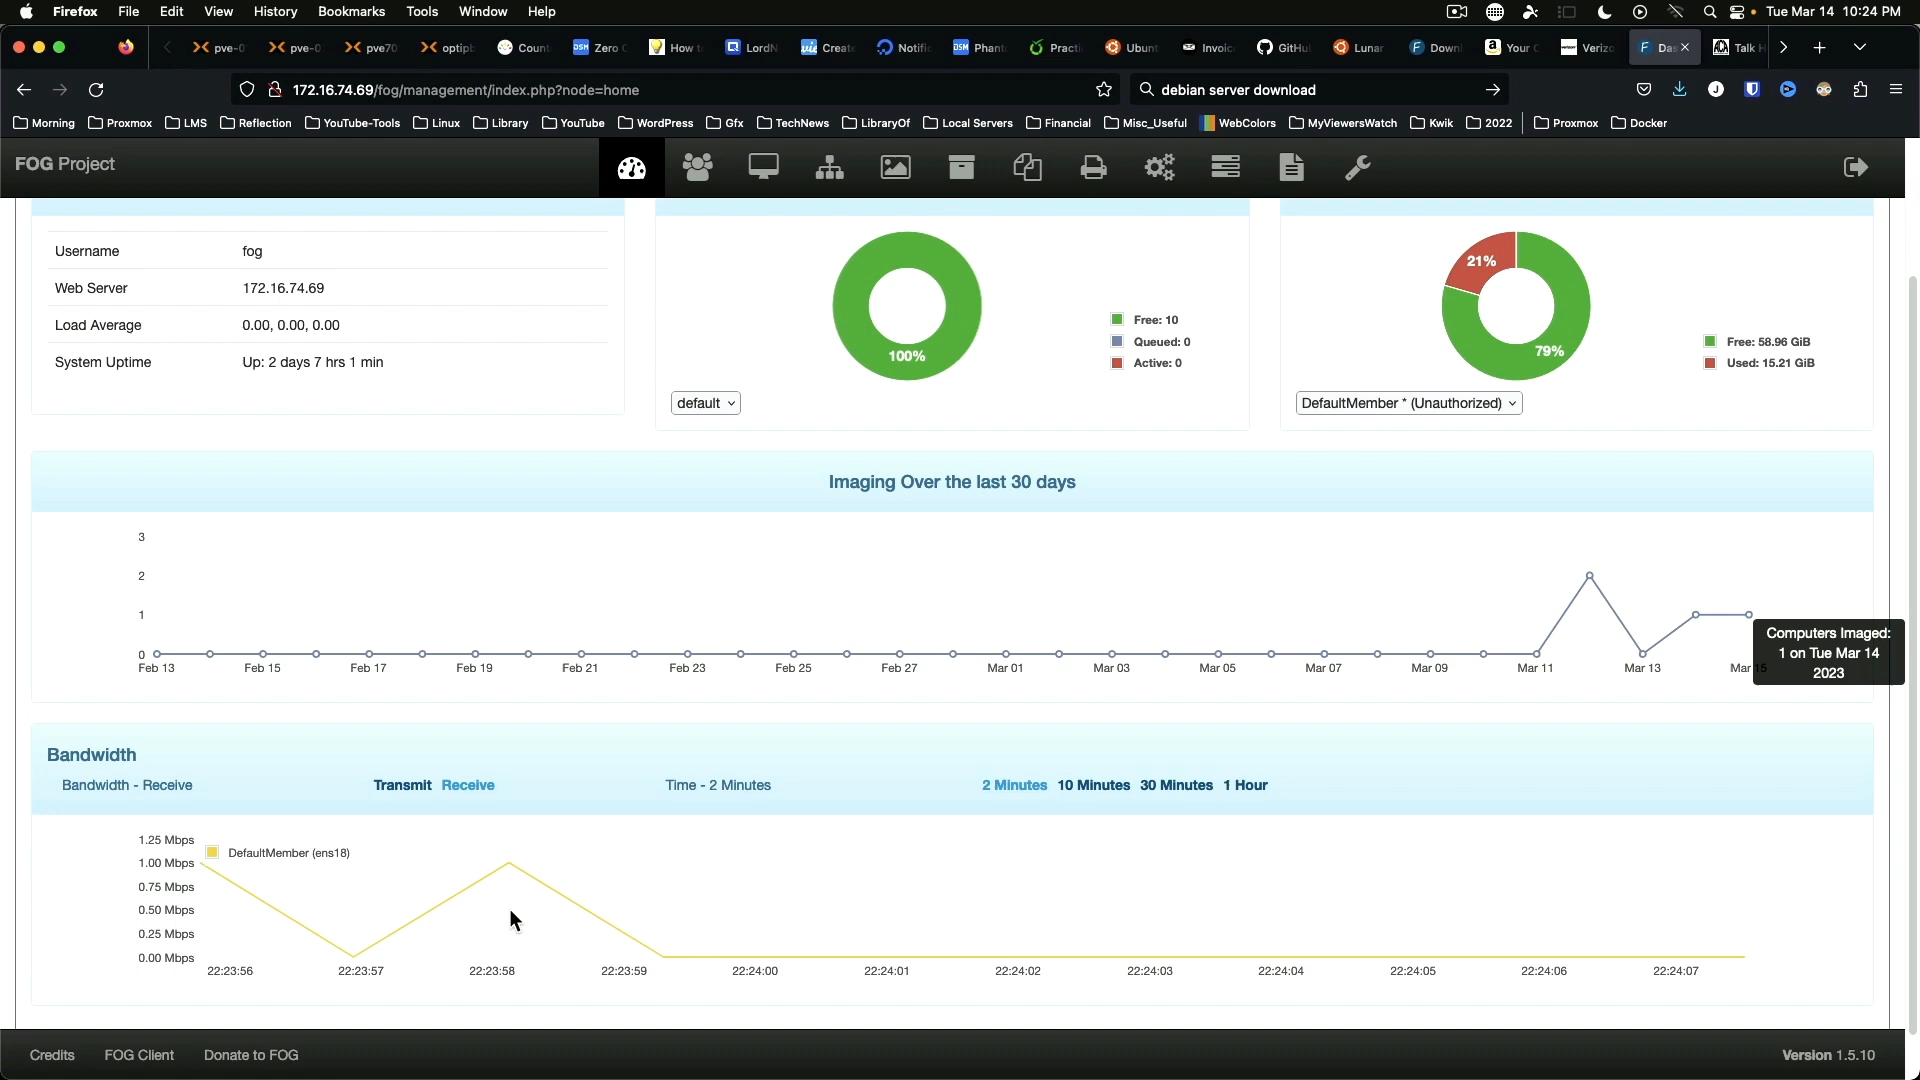 Firefox File Edit View History Bookmarks Tools Window Help Tue Mar 14 10:24 PM
pve-0 pve-0 pve70 optipl Count Zero How t LordN Create Notific Phant Practi Ubunt Invoic GitHu Lunar Downl Your Verizo Das Talk H
172.16.74.69/fog/management/index.php?node=home debian server download
Morning Proxmox LMS Reflection YouTube-Tools Linux Library YouTube WordPress Gfx TechNews LibraryOf Local Servers Financial Misc_Useful WebColors MyViewersWatch Kwik 2022 Proxmox Docker
FOG Project
Username fog
Web Server 172.16.74.69
Load Average 0.00, 0.00, 0.00
System Uptime Up: 2 days 7 hrs 1 min
100%
Free: 10
Queued: 0
Active: 0
default
21%
79%
Free: 58.96 GiB
Used: 15.21 GiB
DefaultMember * (Unauthorized)
Imaging Over the last 30 days
3
2
1
0
Feb 13 Feb 15 Feb 17 Feb 19 Feb 21 Feb 23 Feb 25 Feb 27 Mar 01 Mar 03 Mar 05 Mar 07 Mar 09 Mar 11 Mar 13 Mar 15
Computers Imaged:
1 on Tue Mar 14
2023
Bandwidth
Bandwidth - Receive Transmit Receive Time - 2 Minutes 2 Minutes 10 Minutes 30 Minutes 1 Hour
1.25 Mbps
DefaultMember (ens18)
1.00 Mbps
0.75 Mbps
0.50 Mbps
0.25 Mbps
0.00 Mbps
22:23:56 22:23:57 22:23:58 22:23:59 22:24:00 22:24:01 22:24:02 22:24:03 22:24:04 22:24:05 22:24:06 22:24:07
Credits FOG Client Donate to FOG Version 1.5.10